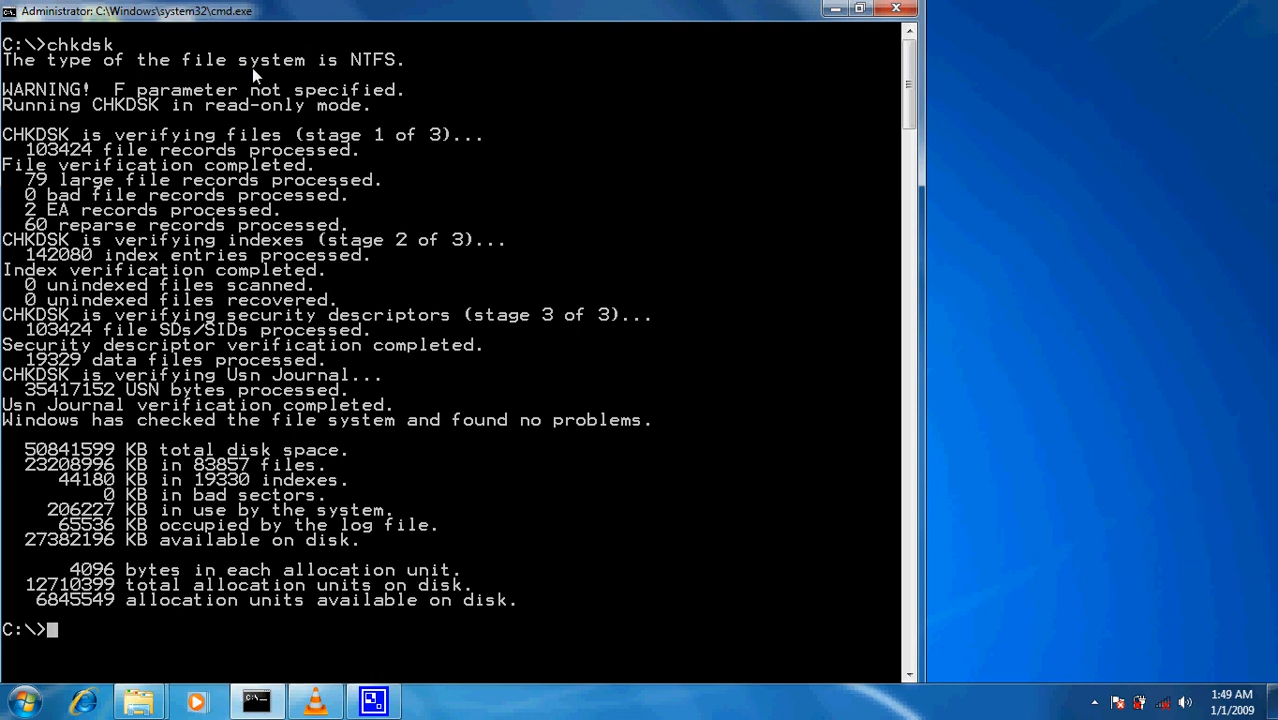 Administrator: C:\Windows\system32\cmd.exe
C:\>chkdsk
The type of the file system is NTFS.
WARNING!  F parameter not specified.
Running CHKDSK in read-only mode.
CHKDSK is verifying files (stage 1 of 3)...
103424 file records processed.
File verification completed.
79 large file records processed.
0 bad file records processed.
2 EA records processed.
60 reparse records processed.
CHKDSK is verifying indexes (stage 2 of 3)...
142080 index entries processed.
Index verification completed.
0 unindexed files scanned.
0 unindexed files recovered.
CHKDSK is verifying security descriptors (stage 3 of 3)...
103424 file SDs/SIDs processed.
Security descriptor verification completed.
19329 data files processed.
CHKDSK is verifying Usn Journal...
35417152 USN bytes processed.
Usn Journal verification completed.
Windows has checked the file system and found no problems.
50841599 KB total disk space.
23208996 KB in 83857 files.
44180 KB in 19330 indexes.
0 KB in bad sectors.
206227 KB in use by the system.
65536 KB occupied by the log file.
27382196 KB available on disk.
4096 bytes in each allocation unit.
12710399 total allocation units on disk.
6845549 allocation units available on disk.
C:\>
1:49 AM
1/1/2009